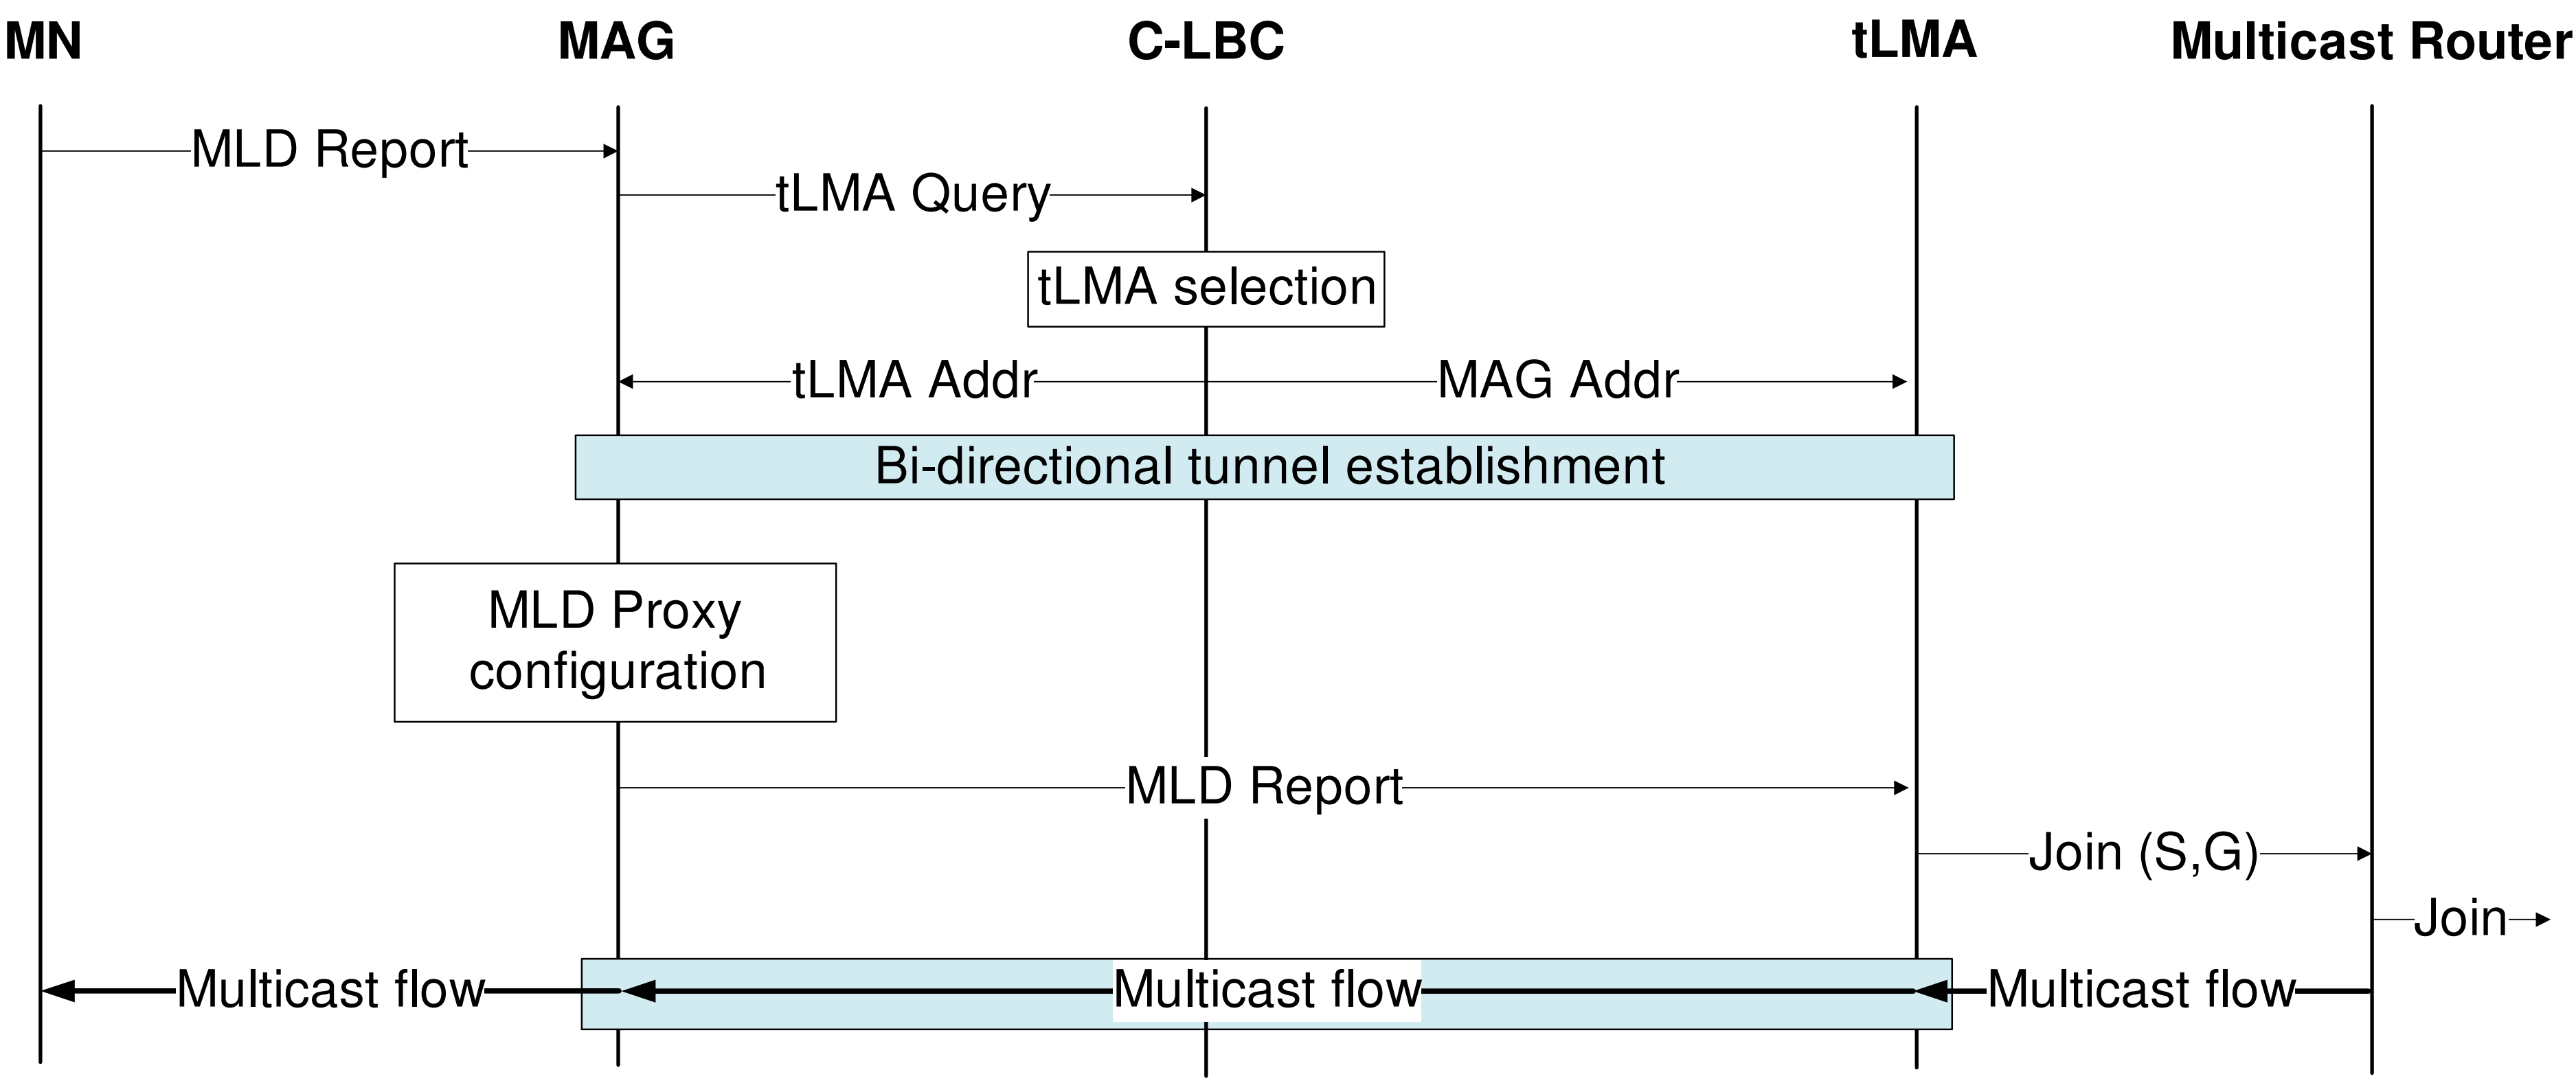 MN
MAG
C-LBC
tLMA
Multicast Router
MLD Report
tLMA Query
tLMA selection
tLMA Addr
MAG Addr
Bi-directional tunnel establishment
MLD Proxy
configuration
MLD Report
Join (S,G)
Join
Multicast flow
Multicast flow
Multicast flow